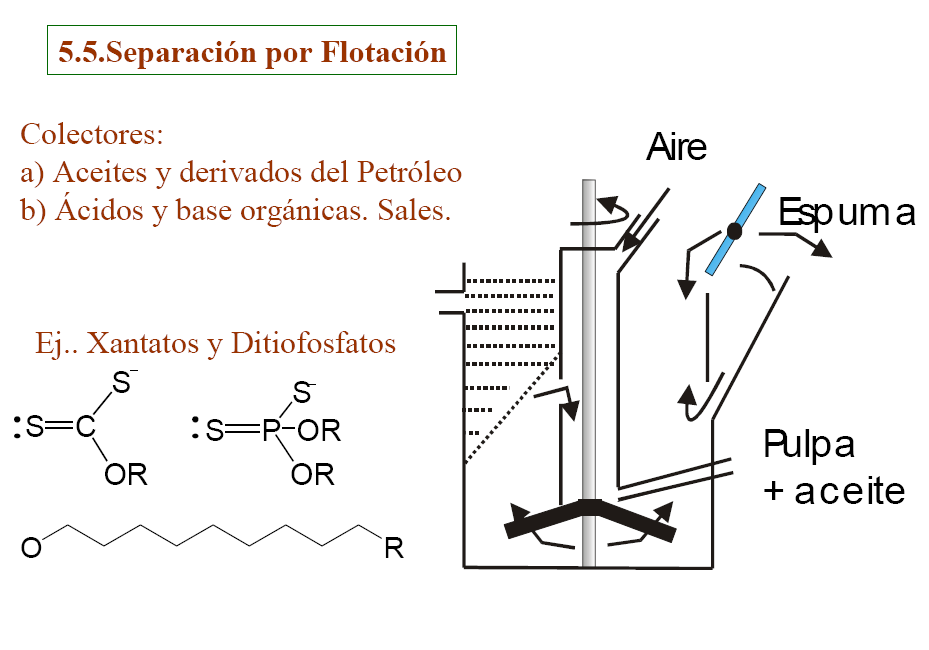 5.5.Separación por Flotación
Colectores:
a) Aceites y derivados del Petróleo
b) Ácidos y base orgánicas. Sales.
Ej.. Xantatos y Ditiofosfatos
S⁻
:S=C
OR
S⁻
:S=P-OR
OR
O
R
Aire
Espuma
Pulpa
+ aceite